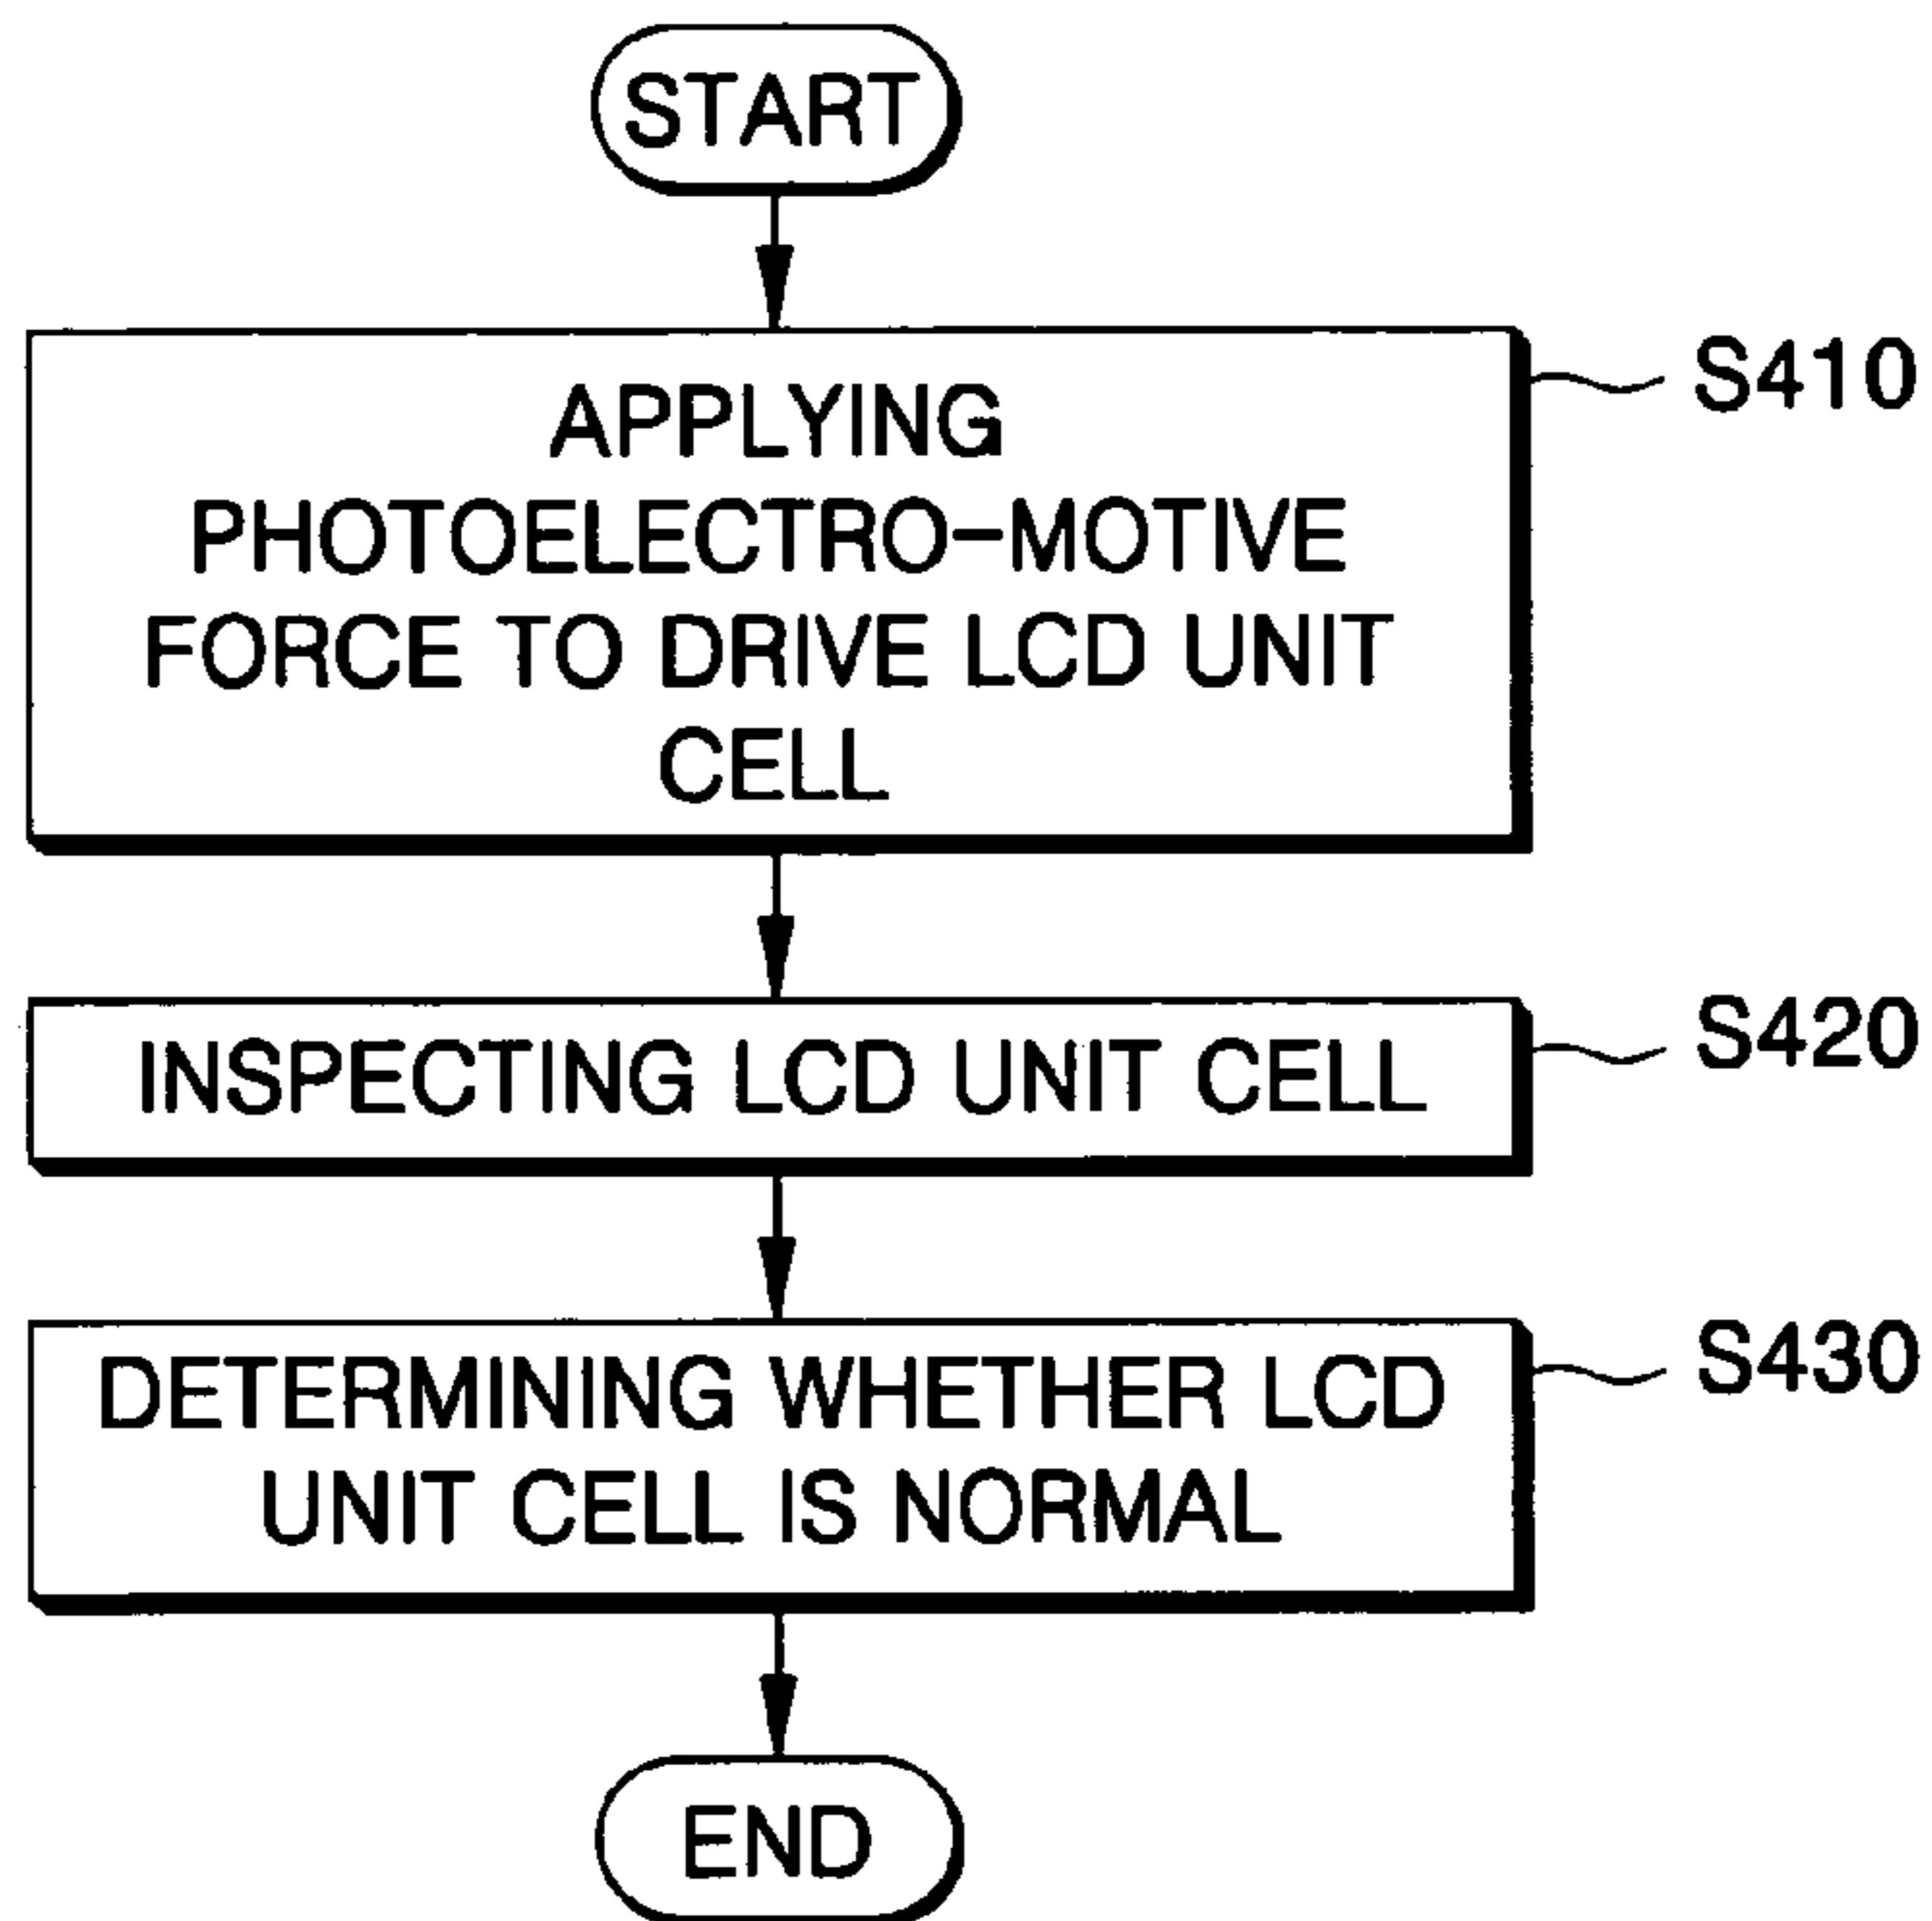 START
S410
APPLYING
PHOTOELECTRO-MOTIVE
FORCE TO DRIVE LCD UNIT
CELL
S420
INSPECTING LCD UNIT CELL
S430
DETERMINING WHETHER LCD
UNIT CELL IS NORMAL
END